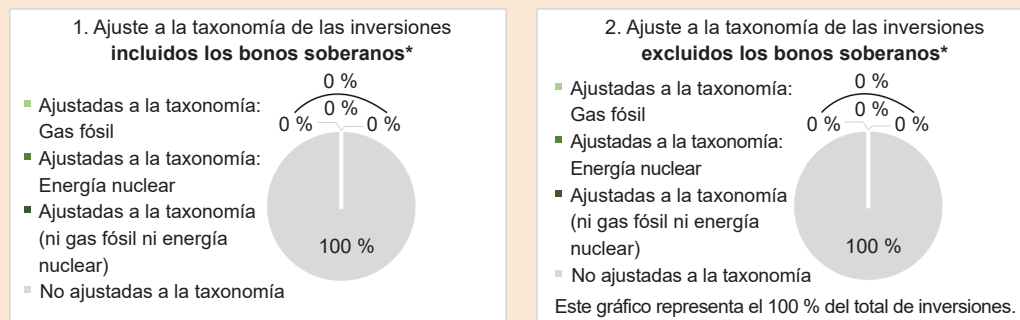 1. Ajuste a la taxonomía de las inversiones
incluidos los bonos soberanos*
0 %
0 %
0 %
0 %
Ajustadas a la taxonomía:
Gas fósil
Ajustadas a la taxonomía:
Energía nuclear
Ajustadas a la taxonomía
(ni gas fósil ni energía
nuclear)
No ajustadas a la taxonomía
100 %
2. Ajuste a la taxonomía de las inversiones
excluidos los bonos soberanos*
0 %
0 %
0 %
0 %
Ajustadas a la taxonomía:
Gas fósil
Ajustadas a la taxonomía:
Energía nuclear
Ajustadas a la taxonomía
(ni gas fósil ni energía
nuclear)
No ajustadas a la taxonomía
100 %
Este gráfico representa el 100 % del total de inversiones.